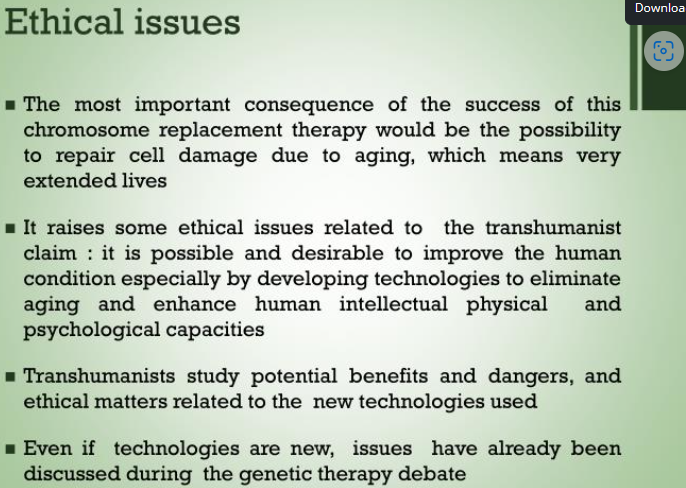 Ethical issues
Downloa
■ The most important consequence of the success of this
chromosome replacement therapy would be the possibility
to repair cell damage due to aging, which means very
extended lives
■ It raises some ethical issues related to the transhumanist
claim : it is possible and desirable to improve the human
condition especially by developing technologies to eliminate
aging and enhance human intellectual physical and
psychological capacities
■ Transhumanists study potential benefits and dangers, and
ethical matters related to the new technologies used
■ Even if technologies are new, issues have already been
discussed during the genetic therapy debate